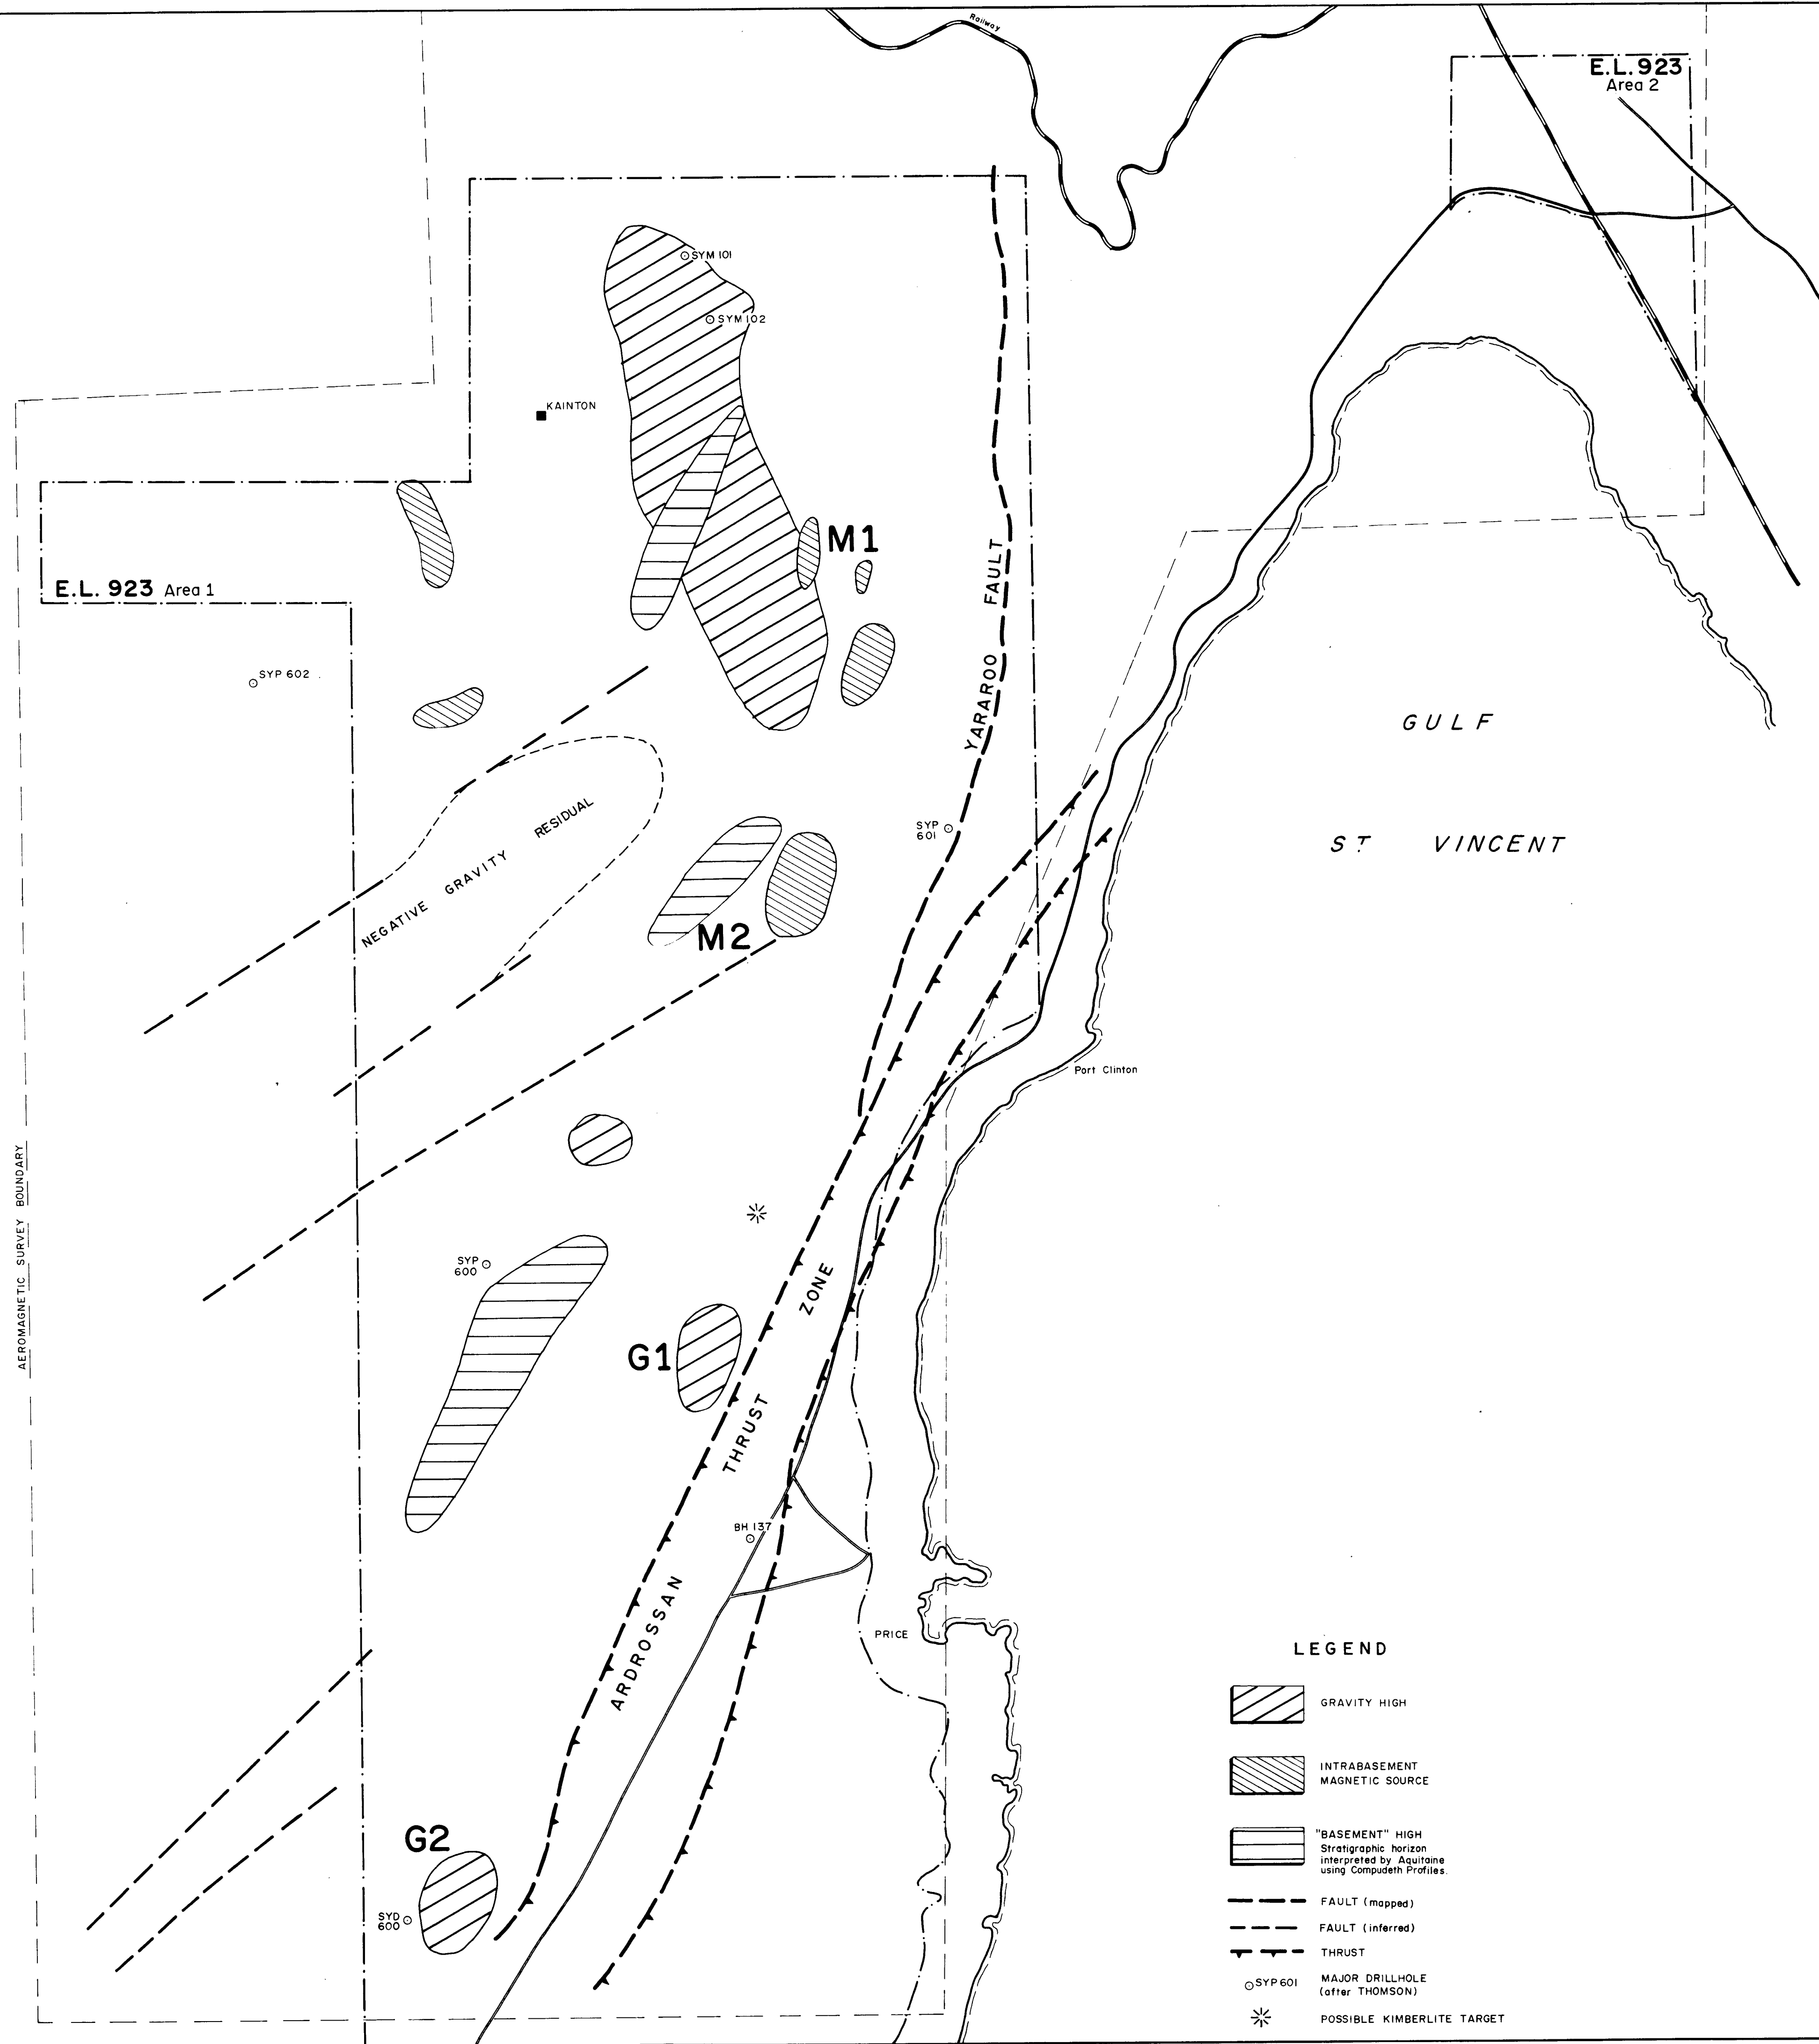 Railway
E.L. 923
Area 2
SYM 101
SYM 102
KAINTON
M1
E.L. 923 Area 1
SYP 602
YARAROO FAULT
GULF
ST. VINCENT
NEGATIVE GRAVITY RESIDUAL
SYP
601
M2
Port Clinton
AEROMAGNETIC SURVEY BOUNDARY
SYP
600
G1
ARDROSSAN THRUST ZONE
BH 137
PRICE
G2
SYD
600
LEGEND
GRAVITY HIGH
INTRABASEMENT
MAGNETIC SOURCE
"BASEMENT" HIGH
Stratigraphic horizon
interpreted by Aquitaine
using Compudeth Profiles.
FAULT (mapped)
FAULT (inferred)
THRUST
SYP 601 MAJOR DRILLHOLE
(after THOMSON)
POSSIBLE KIMBERLITE TARGET